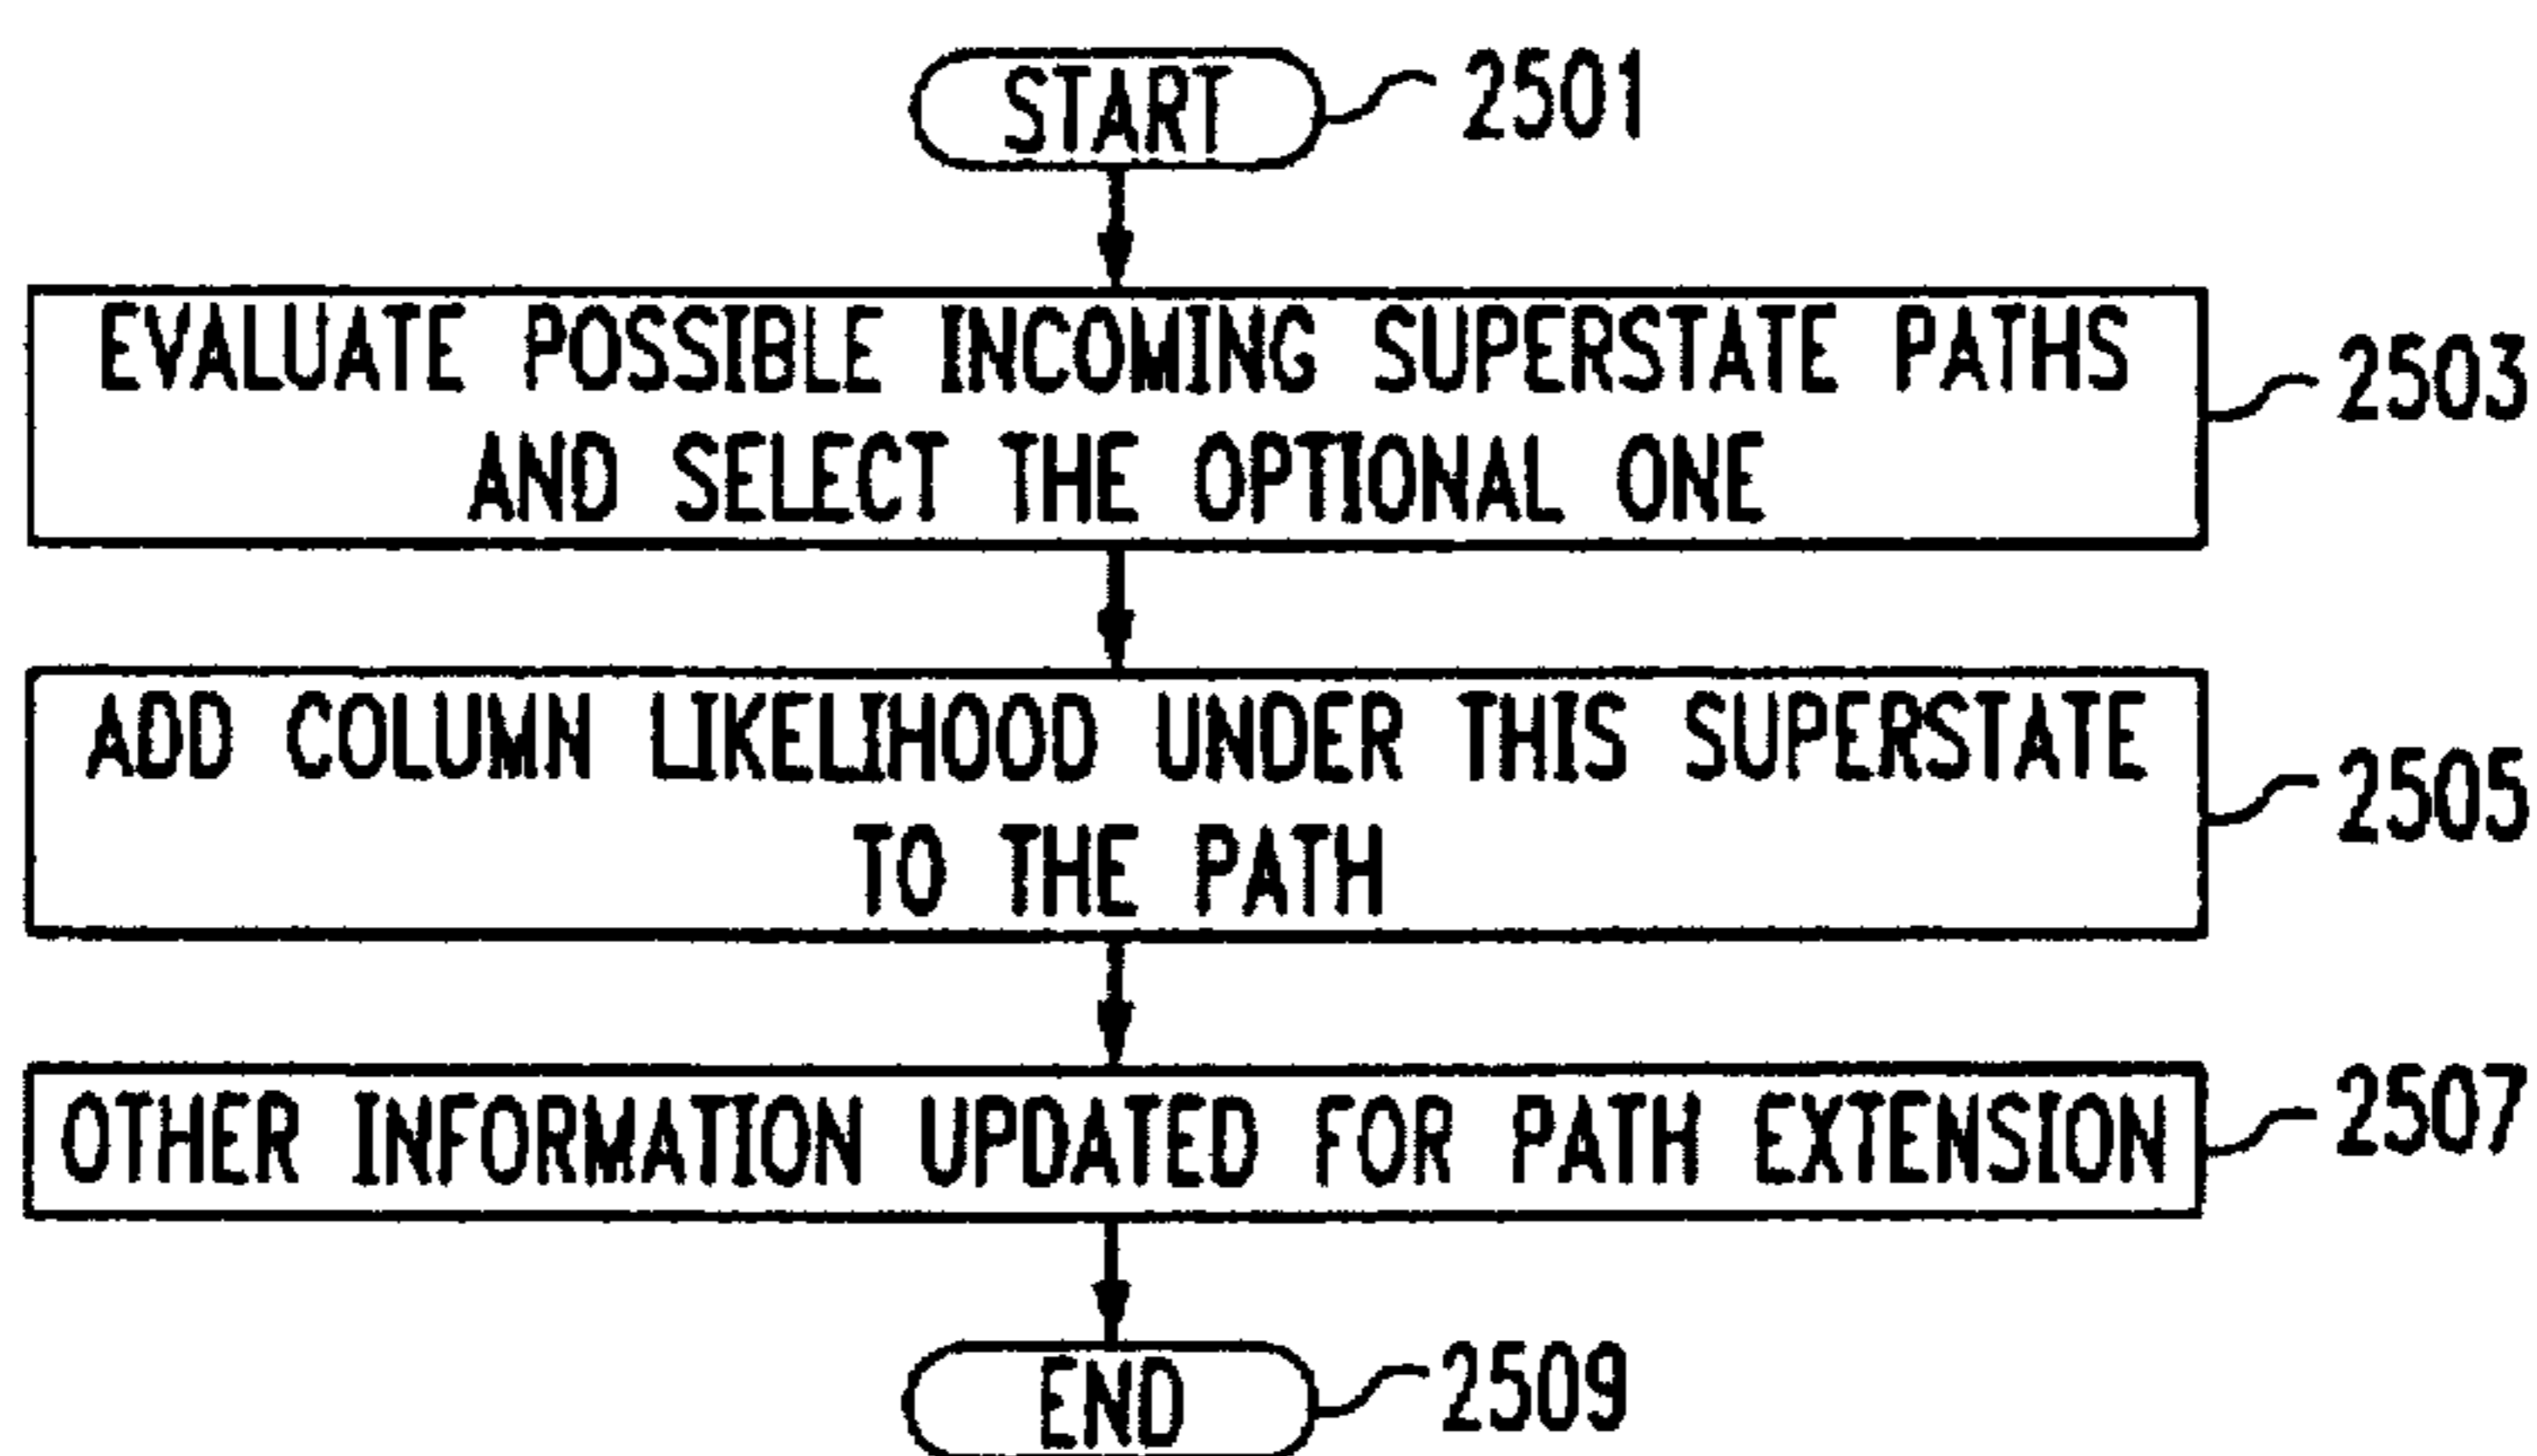 START
2501
EVALUATE POSSIBLE INCOMING SUPERSTATE PATHS
AND SELECT THE OPTIONAL ONE
2503
ADD COLUMN LIKELIHOOD UNDER THIS SUPERSTATE
TO THE PATH
2505
OTHER INFORMATION UPDATED FOR PATH EXTENSION
2507
END
2509